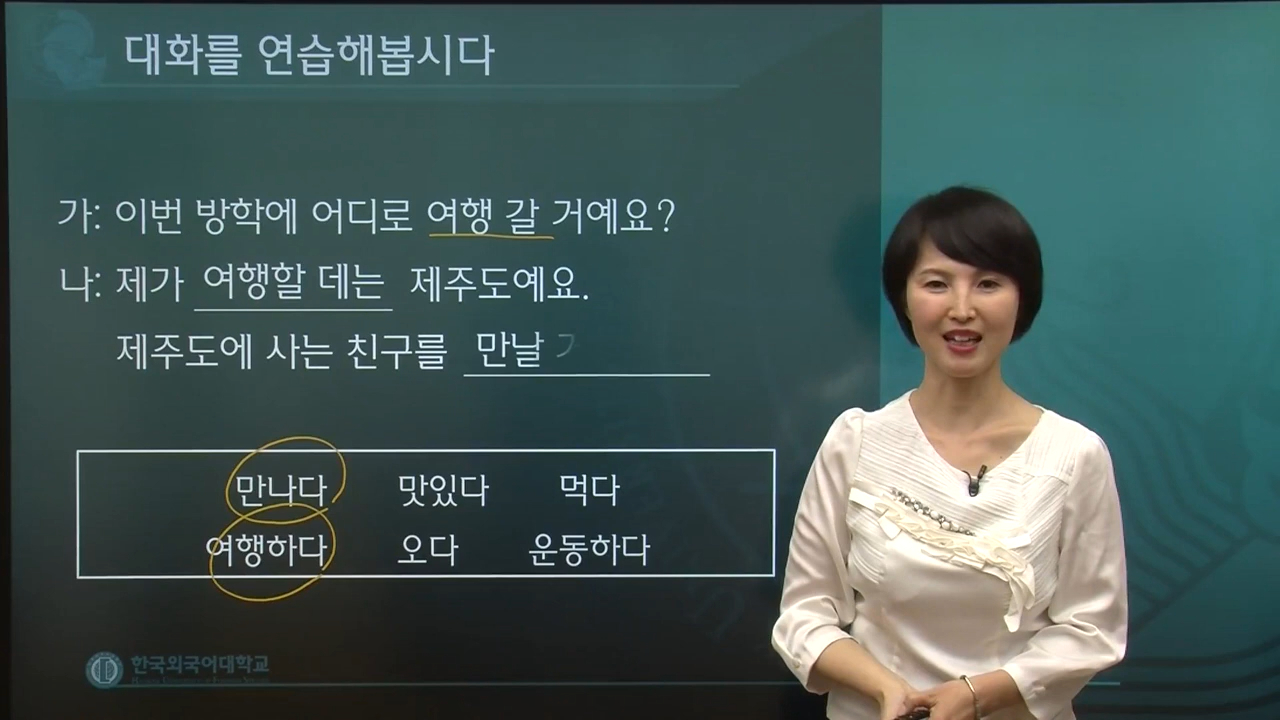 대화를 연습해봅시다
가: 이번 방학에 어디로 여행 갈 거예요?
나: 제가 여행할 데는 제주도예요.
제주도에 사는 친구를 만날
만나다 맛있다 먹다
여행하다 오다 운동하다
한국외국어대학교